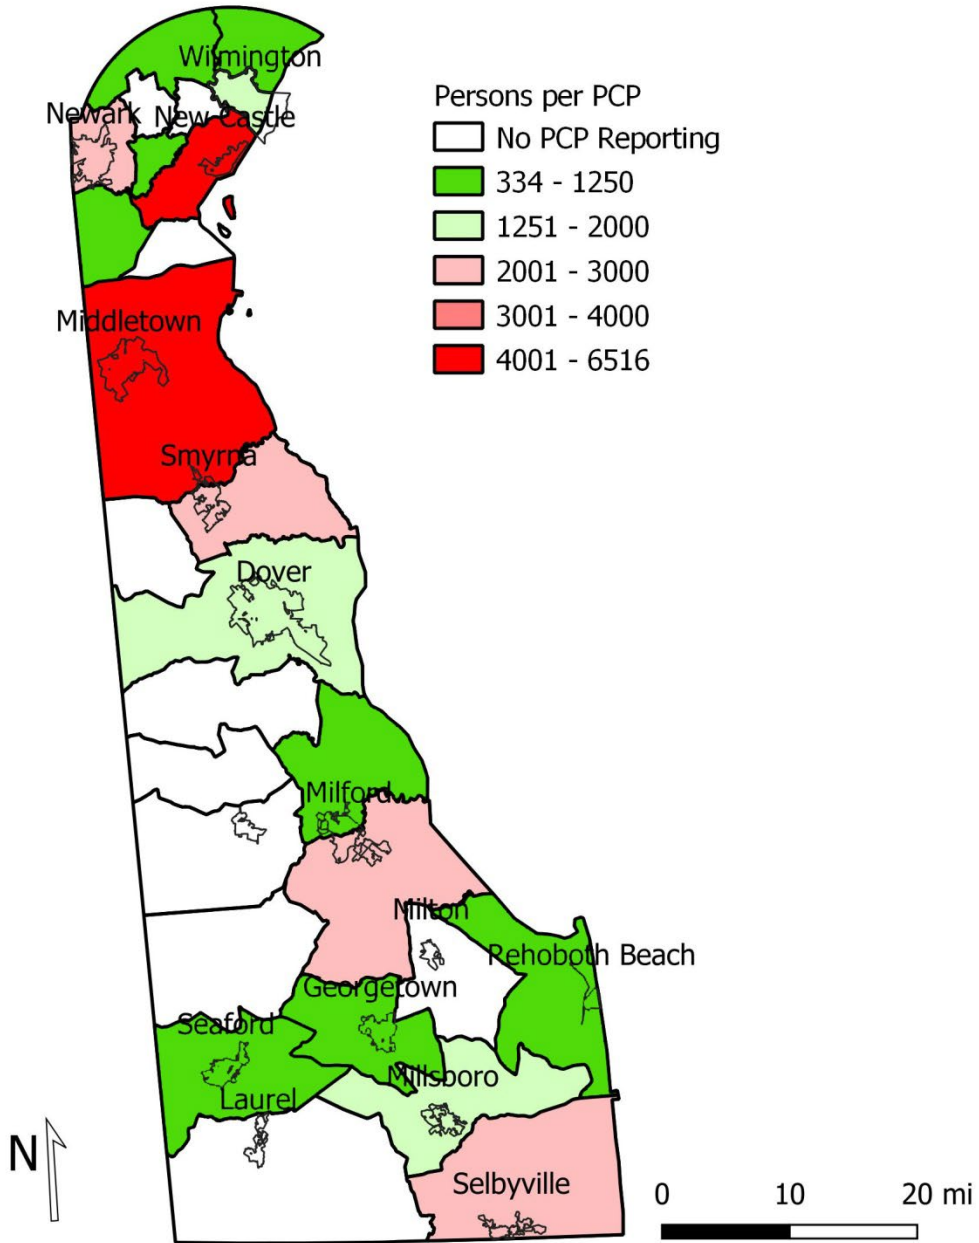 Wilmington
Newark
New Castle
Persons per PCP
No PCP Reporting
334 - 1250
1251 - 2000
2001 - 3000
3001 - 4000
4001 - 6516
Middletown
Smyrna
Dover
Milford
Milton
Rehoboth Beach
Georgetown
Seaford
Millsboro
Laurel
Selbyville
N
0 10 20 mi